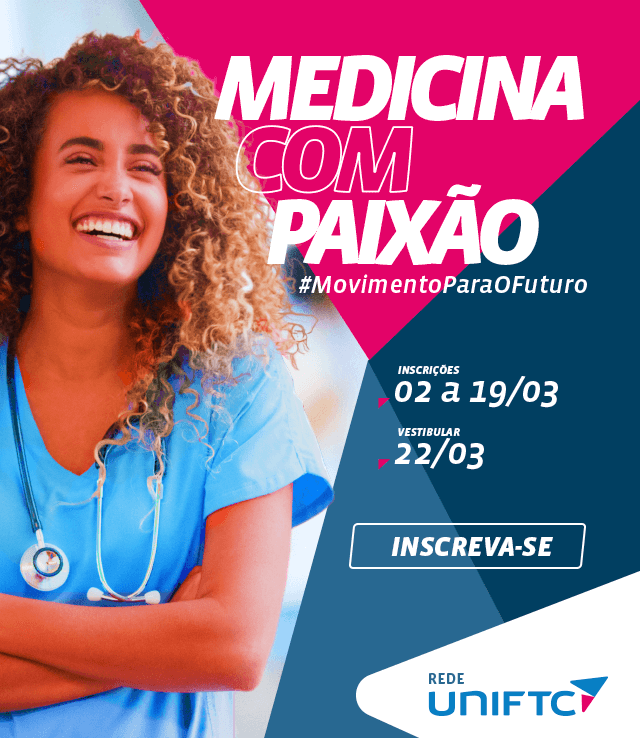 MEDICINA
COM
PAIXÃO
#MovimentoParaOFuturo
INSCRIÇÕES
02 a 19/03
VESTIBULAR
22/03
INSCREVA-SE
REDE
UNIFTC